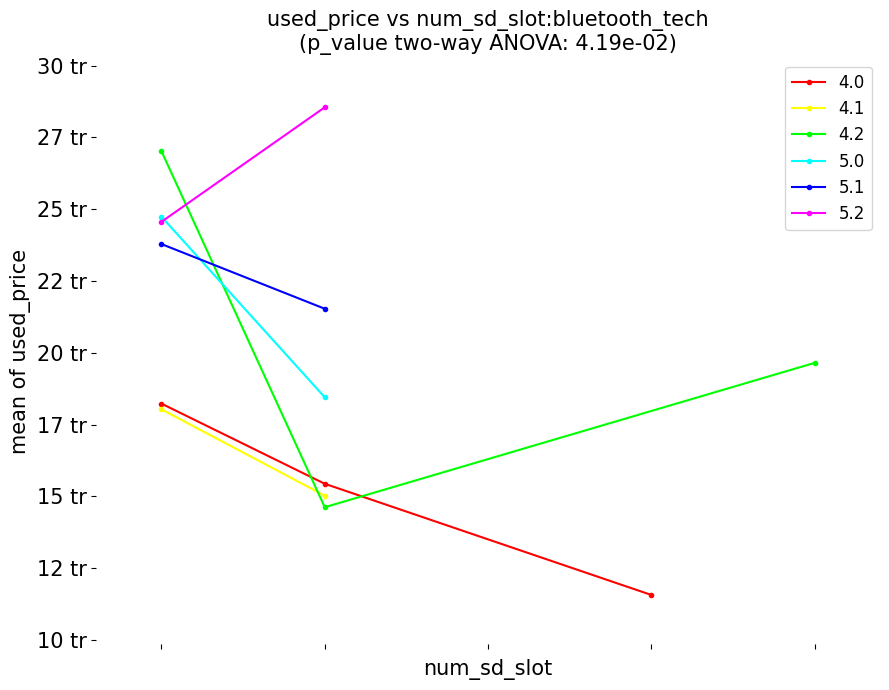 used_price vs num_sd_slot:bluetooth_tech
(p_value two-way ANOVA: 4.19e-02)
30 tr
27 tr
25 tr
22 tr
20 tr
17 tr
15 tr
12 tr
10 tr
mean of used_price
num_sd_slot
4.0
4.1
4.2
5.0
5.1
5.2